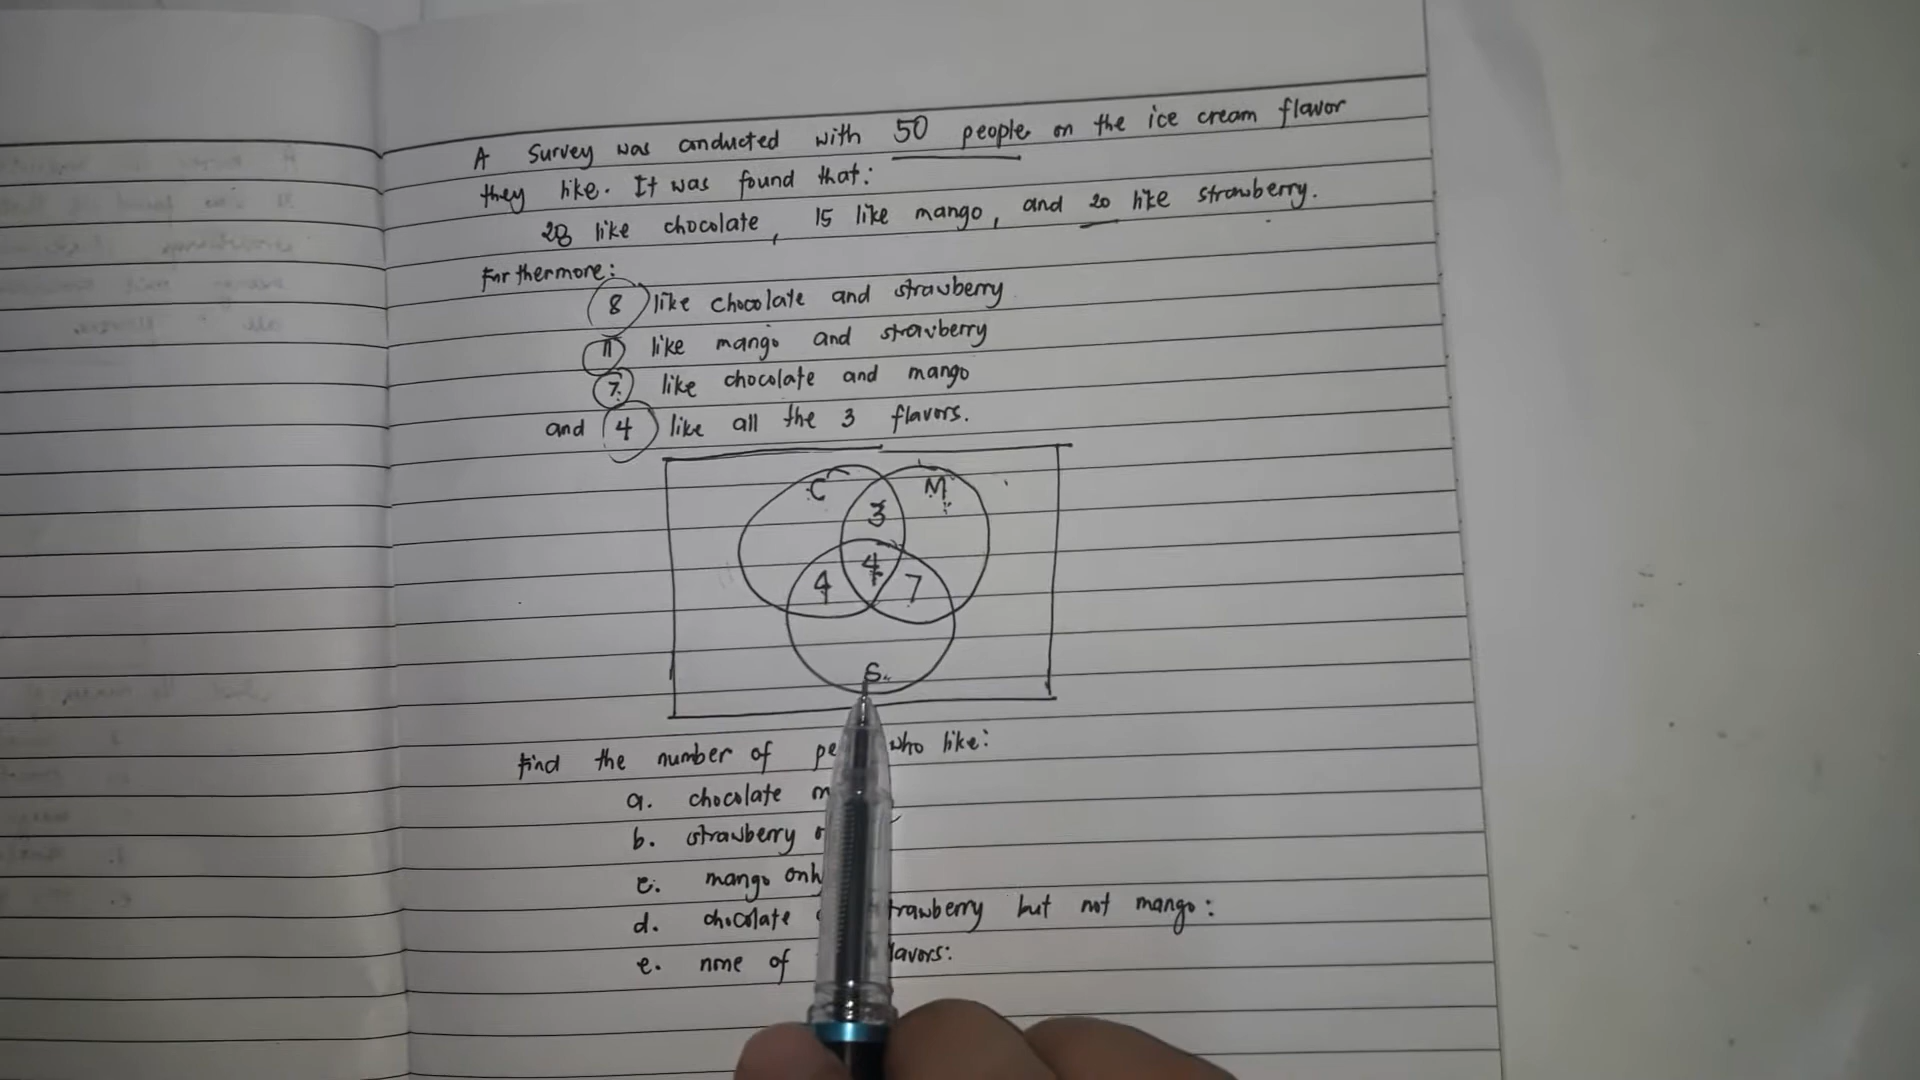 A survey was conducted with 50 people on the ice cream flavor
they like. It was found that:
28 like chocolate, 15 like mango, and 20 like strawberry.
Furthermore:
8 like chocolate and strawberry
11 like mango and strawberry
7 like chocolate and mango
and 4 like all the 3 flavors.
C M
3
4
4 7
S
Find the number of who like:
a. chocolate
b. strawberry
c. mango
d. chocolate but not mango:
e. none of